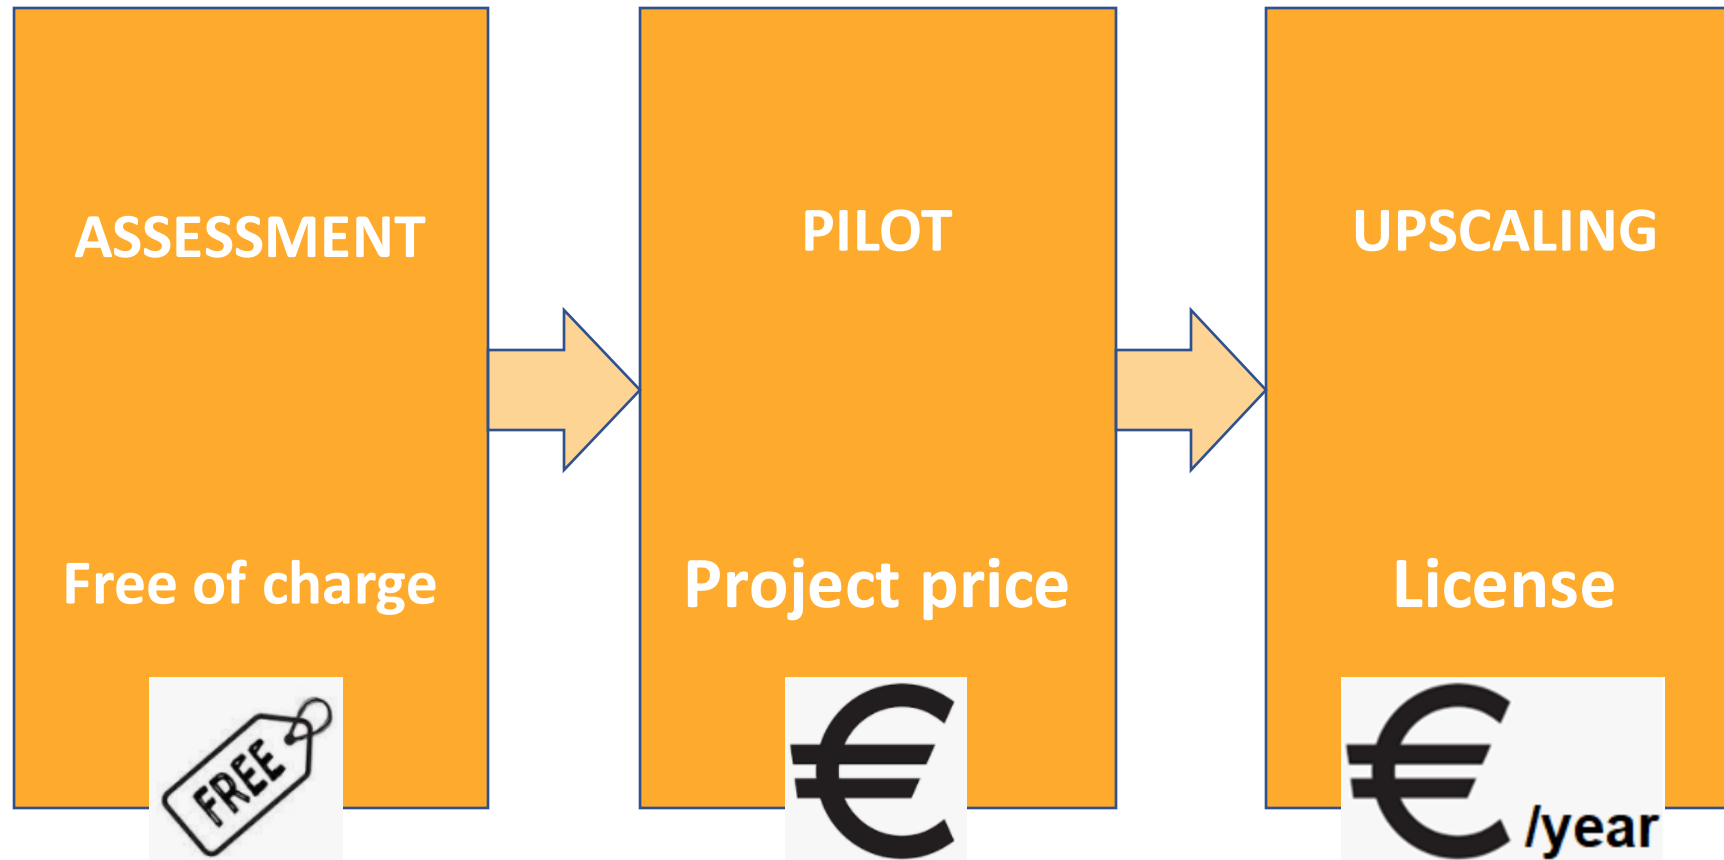 ASSESSMENT
Free of charge
FREE
PILOT
Project price
€
UPSCALING
License
€ /year